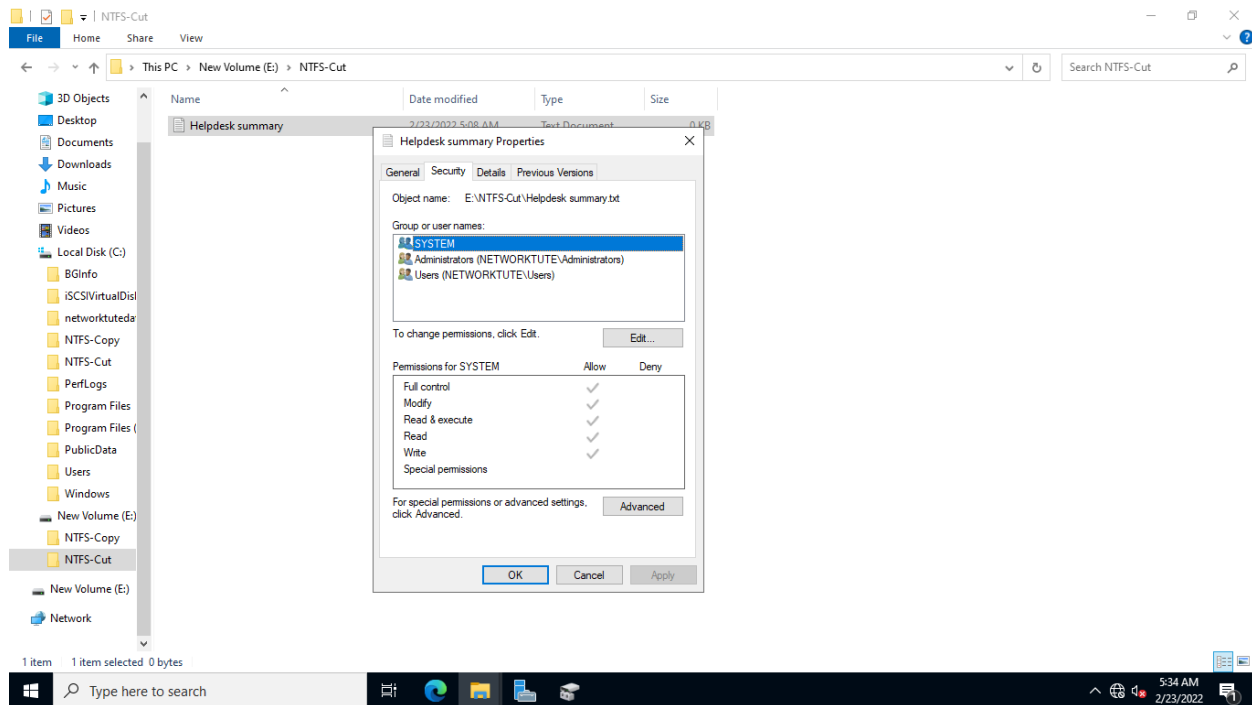 NTFS-Cut
File Home Share View
This PC New Volume (E:) NTFS-Cut Search NTFS-Cut
Name Date modified Type Size
Helpdesk summary 2/23/2022 5:08 AM Text Document 0 KB
3D Objects
Desktop
Documents
Downloads
Music
Pictures
Videos
Local Disk (C:)
BGInfo
iSCSIVirtualDisl
networktuteda
NTFS-Copy
NTFS-Cut
PerfLogs
Program Files
Program Files (
PublicData
Users
Windows
New Volume (E:)
NTFS-Copy
NTFS-Cut
New Volume (E:)
Network
Helpdesk summary Properties
General Security Details Previous Versions
Object name: E:\NTFS-Cut\Helpdesk summary.txt
Group or user names:
SYSTEM
Administrators (NETWORKTUTE\Administrators)
Users (NETWORKTUTE\Users)
To change permissions, click Edit. Edit...
Permissions for SYSTEM Allow Deny
Full control
Modify
Read & execute
Read
Write
Special permissions
For special permissions or advanced settings,
click Advanced. Advanced
OK Cancel Apply
1 item 1 item selected 0 bytes
Type here to search
5:34 AM
2/23/2022
1